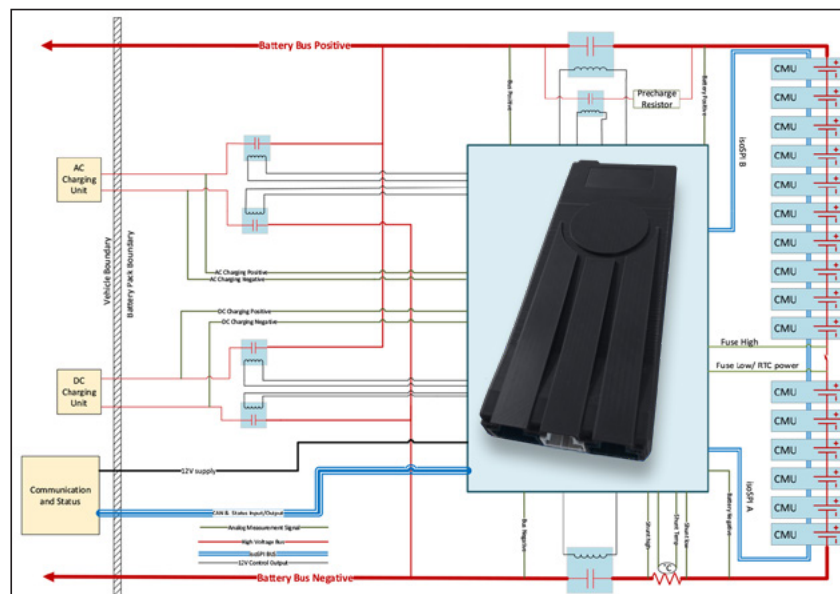 Battery Bus Positive
Bus Positive
Precharge
Resistor
Battery Positive
isoSPI B
CMU
CMU
CMU
CMU
CMU
CMU
CMU
CMU
CMU
CMU
AC
Charging
Unit
Vehicle Boundary
Battery Pack Boundary
AC Charging Positive
AC Charging Negative
DC Charging Positive
DC Charging Negative
Fuse High
Fuse Low/ RTC power
DC
Charging
Unit
CMU
CMU
CMU
CMU
CMU
CMU
isoSPI A
12V supply
Communication
and Status
CAN B. Status Input/Output
Analog Measurement Signal
High Voltage Bus
isoSPI BUS
12V Control Output
Bus Negative
Shunt high
Shunt Temp
Shunt low
Battery Negative
Battery Bus Negative